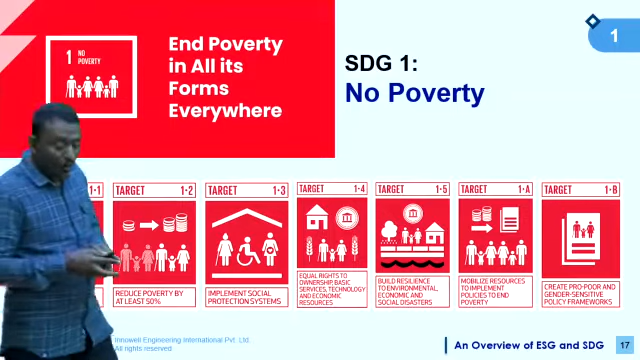 1
1 NO
POVERTY
End Poverty
in All its
Forms
Everywhere
SDG 1:
No Poverty
1·1
TARGET 1·2
REDUCE POVERTY BY
AT LEAST 50%
TARGET 1·3
IMPLEMENT SOCIAL
PROTECTION SYSTEMS
TARGET 1·4
EQUAL RIGHTS TO
OWNERSHIP, BASIC
SERVICES, TECHNOLOGY
AND ECONOMIC
RESOURCES
TARGET 1·5
BUILD RESILIENCE
TO ENVIRONMENTAL,
ECONOMIC AND
SOCIAL DISASTERS
TARGET 1·A
MOBILIZE RESOURCES
TO IMPLEMENT
POLICIES TO END
POVERTY
TARGET 1·B
CREATE PRO-POOR AND
GENDER-SENSITIVE
POLICY FRAMEWORKS
Innowell Engineering International Pvt. Ltd.
All rights reserved
An Overview of ESG and SDG 17